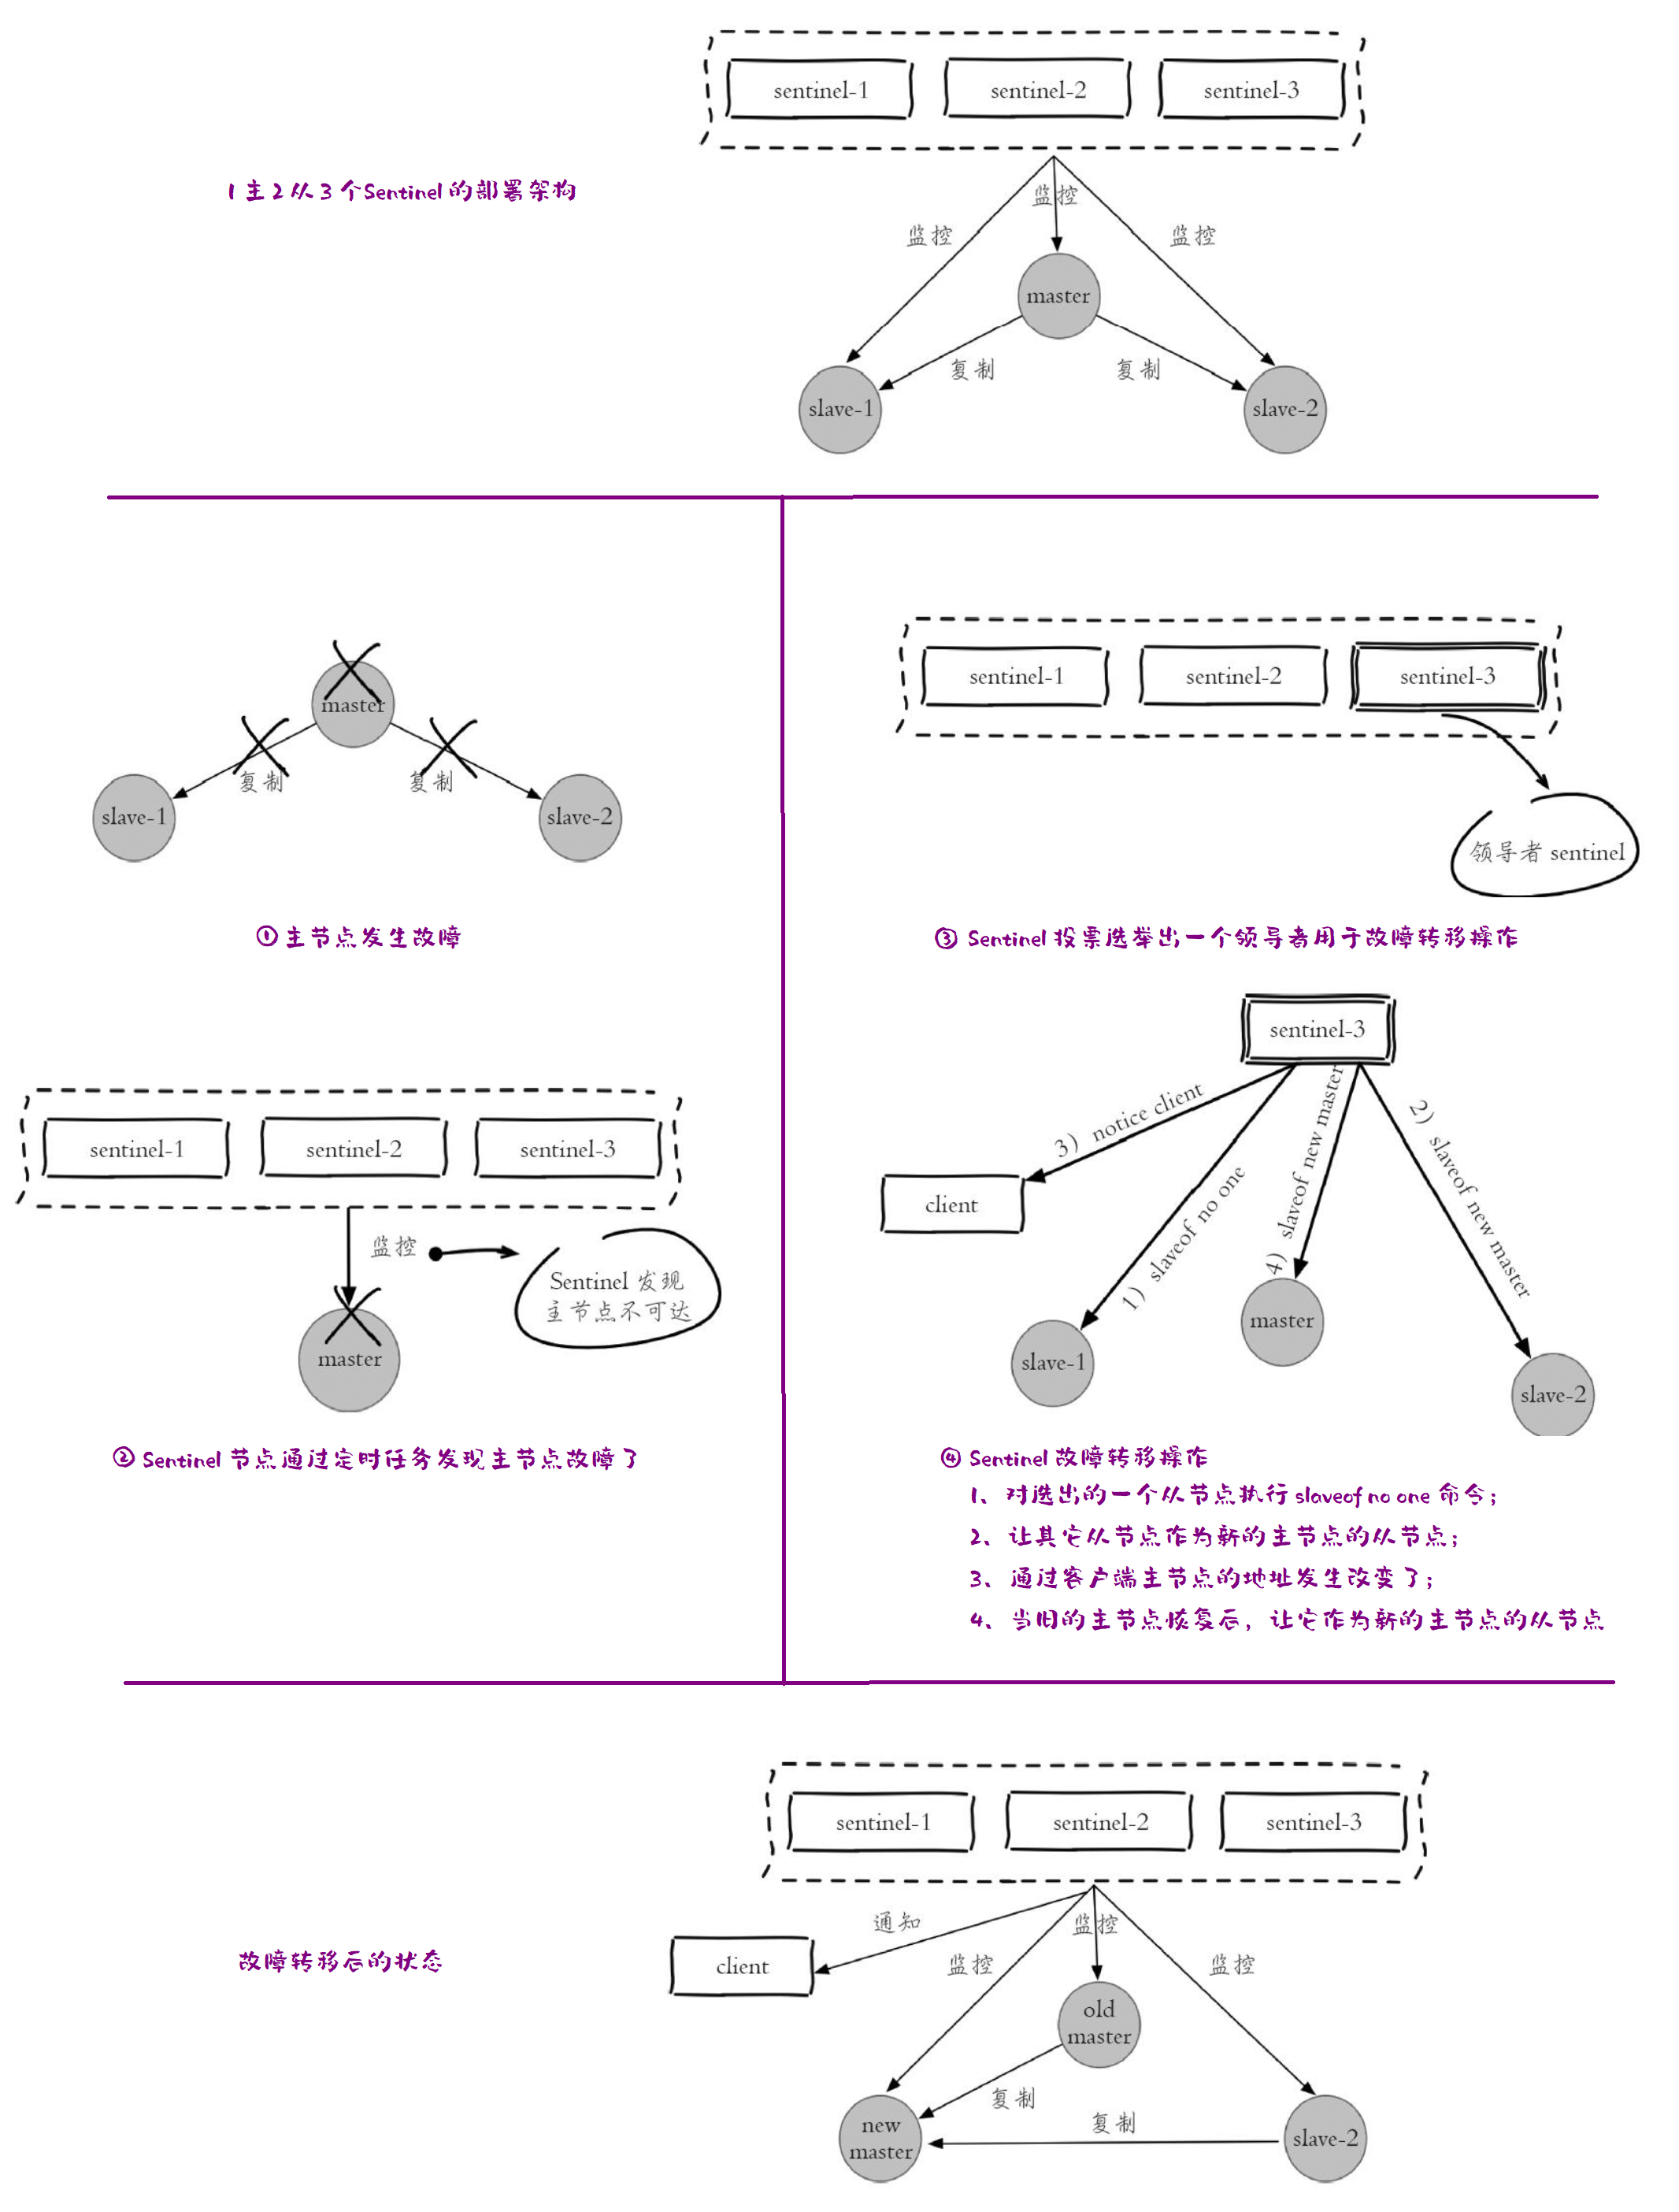 sentinel-1
sentinel-2
sentinel-3
1主2从3个Sentinel的部署架构
监控
监控
监控
master
复制
复制
slave-1
slave-2
master
复制
复制
slave-1
slave-2
①主节点发生故障
sentinel-1
sentinel-2
sentinel-3
监控
Sentinel 发现
主节点不可达
master
②Sentinel 节点通过定时任务发现主节点故障了
sentinel-1
sentinel-2
sentinel-3
领导者 sentinel
③ Sentinel 投票选举出一个领导者用于故障转移操作
sentinel-3
3) notice client
1) slaveof no one
4) slaveof new master
2) slaveof new master
client
slave-1
master
slave-2
④ Sentinel 故障转移操作
1、对选出的一个从节点执行 slaveof no one 命令；
2、让其它从节点作为新的主节点的从节点；
3、通过客户端主节点的地址发生改变了；
4、当旧的主节点恢复后，让它作为新的主节点的从节点
sentinel-1
sentinel-2
sentinel-3
故障转移后的状态
通知
监控
监控
监控
client
old
master
复制
复制
new
master
slave-2